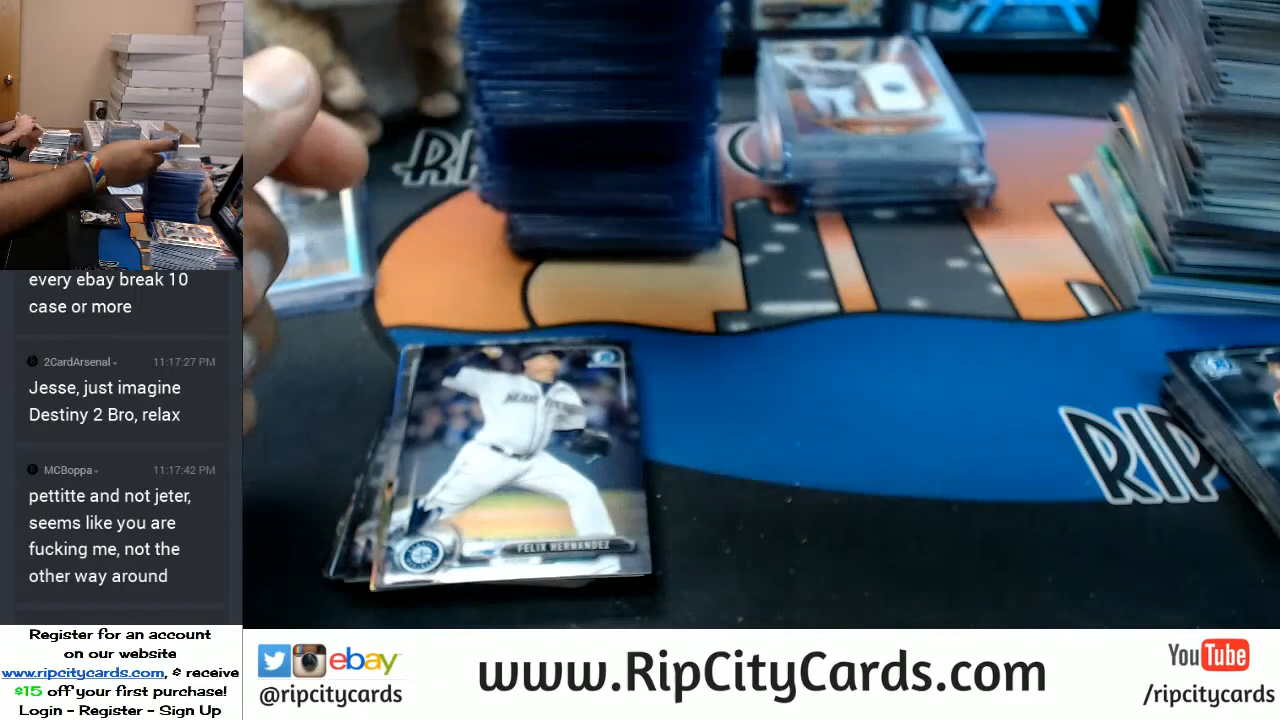 every ebay break 10
case or more
2CardArsenal
11:17:27 PM
Jesse, just imagine
Destiny 2 Bro, relax
MCBoppa
11:17:42 PM
pettitte and not jeter,
seems like you are
fucking me, not the
other way around
Register for an account
on our website
www.ripcitycards.com, & receive
$15 off your first purchase!
Login - Register - Sign Up
RIP
FELIX HERNANDEZ
RIP
ebay
@ripcitycards
www.RipCityCards.com
YouTube
/ripcitycards